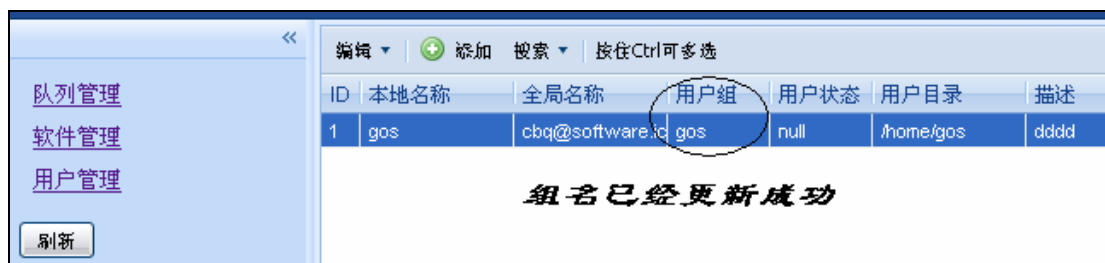 «
编辑 添加 搜索 按住Ctrl可多选
队列管理
软件管理
用户管理
刷新
ID 本地名称 全局名称 用户组 用户状态 用户目录 描述
1 gos cbq@software.ic gos null /home/gos dddd
组名已经更新成功